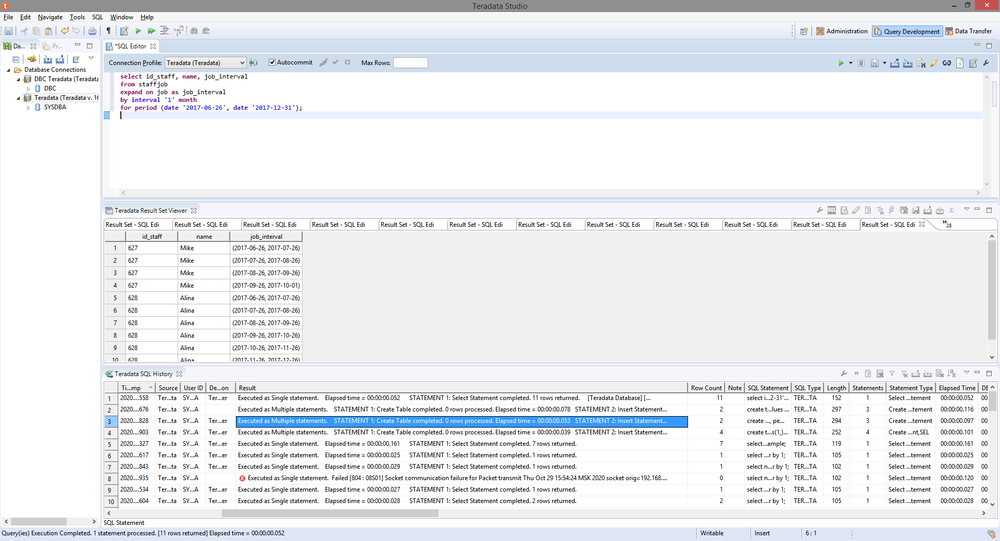 Teradata Studio
File Edit Navigate Tools SQL Window Help
Administration Query Development Data Transfer
Da... Pr...
Database Connections
DBC Teradata (Teradata
DBC
Teradata (Teradata v. 16
SYSDBA
*SQL Editor
Connection Profile: Teradata (Teradata) Autocommit Max Rows:
select id_staff, name, job_interval
from staffjob
expand on job as job_interval
by interval '1' month
for period (date '2017-06-26', date '2017-12-31');
Teradata Result Set Viewer
Result Set - SQL Edi Result Set - SQL Edi Result Set - SQL Edi Result Set - SQL Edi Result Set - SQL Edi Result Set - SQL Edi Result Set - SQL Edi Result Set - SQL Edi Result Set - SQL Edi Result Set - SQL Edi Result Set - SQL Edi Result Set - SQL Edi »28
id_staff name job_interval
1 627 Mike (2017-06-26, 2017-07-26)
2 627 Mike (2017-07-26, 2017-08-26)
3 627 Mike (2017-08-26, 2017-09-26)
4 627 Mike (2017-09-26, 2017-10-01)
5 628 Alina (2017-06-26, 2017-07-26)
6 628 Alina (2017-07-26, 2017-08-26)
7 628 Alina (2017-08-26, 2017-09-26)
8 628 Alina (2017-09-26, 2017-10-26)
9 628 Alina (2017-10-26, 2017-11-26)
10 628 Alina (2017-11-26, 2017-12-26)
Teradata SQL History
Ti...mp Source User ID De...on Result Row Count Note SQL Statement SQL Type Length Statements Statement Type Elapsed Time DE
1 2020....558 Ter...ta SY...A Ter...er Executed as Single statement. Elapsed time = 00:00:00.052 STATEMENT 1: Select Statement completed. 11 rows returned. [Teradata Database] [... 11 select i...2-31'... TER...TA 152 1 Select ...tement 00:00:00.052 00:
2 2020....676 Ter...ta SY...A Executed as Multiple statements. STATEMENT 1: Create Table completed. 0 rows processed. Elapsed time = 00:00:00.078 STATEMENT 2: Insert Statement... 2 create t...lues ... TER...TA 297 3 Create ...tement 00:00:00.116 00:
3 2020....828 Ter...ta SY...A Ter...er Executed as Multiple statements. STATEMENT 1: Create Table completed. 0 rows processed. Elapsed time = 00:00:00.053 STATEMENT 2: Insert Statement... 2 create ..., pe... TER...TA 294 3 Create ...tement 00:00:00.097 00:
4 2020....903 Ter...ta SY...A Ter...er Executed as Multiple statements. STATEMENT 1: Create Table completed. 0 rows processed. Elapsed time = 00:00:00.039 STATEMENT 2: Insert Statement... 4 create t...s(1,)... TER...TA 252 4 Create ...nt,SEL 00:00:00.101 00:
5 2020....327 Ter...ta SY...A Ter...er Executed as Single statement. Elapsed time = 00:00:00.161 STATEMENT 1: Select Statement completed. 7 rows returned. 7 select...ample; TER...TA 119 1 Select ...tement 00:00:00.161 00:
6 2020....617 Ter...ta SY...A Ter...er Executed as Single statement. Elapsed time = 00:00:00.025 STATEMENT 1: Select Statement completed. 1 rows returned. 1 select ...r by 1; TER...TA 105 1 Select ...tement 00:00:00.025 00:
7 2020....843 Ter...ta SY...A Ter...er Executed as Single statement. Elapsed time = 00:00:00.029 STATEMENT 1: Select Statement completed. 1 rows returned. 1 select n...r by 1; TER...TA 102 1 Select ...tement 00:00:00.029 00:
8 2020....935 Ter...ta SY...A Executed as Single statement. Failed [804 : 08S01] Socket communication failure for Packet transmit Thu Oct 29 15:54:24 MSK 2020 socket orig=192.168.... 0 select n...r by 1; TER...TA 102 1 Select ...tement 00:00:00.120 00:
9 2020....534 Ter...ta SY...A Ter...er Executed as Single statement. Elapsed time = 00:00:00.027 STATEMENT 1: Select Statement completed. 1 rows returned. 1 select ...r by 1; TER...TA 105 1 Select ...tement 00:00:00.027 00:
10 2020....604 Ter...ta SY...A Ter...er Executed as Single statement. Elapsed time = 00:00:00.028 STATEMENT 1: Select Statement completed. 2 rows returned. 2 select ...r by 1; TER...TA 105 1 Select ...tement 00:00:00.028 00:
SQL Statement
Query(ies) Execution Completed. 1 statement processed. [11 rows returned] Elapsed time = 00:00:00.052 Writable Insert 6 : 1